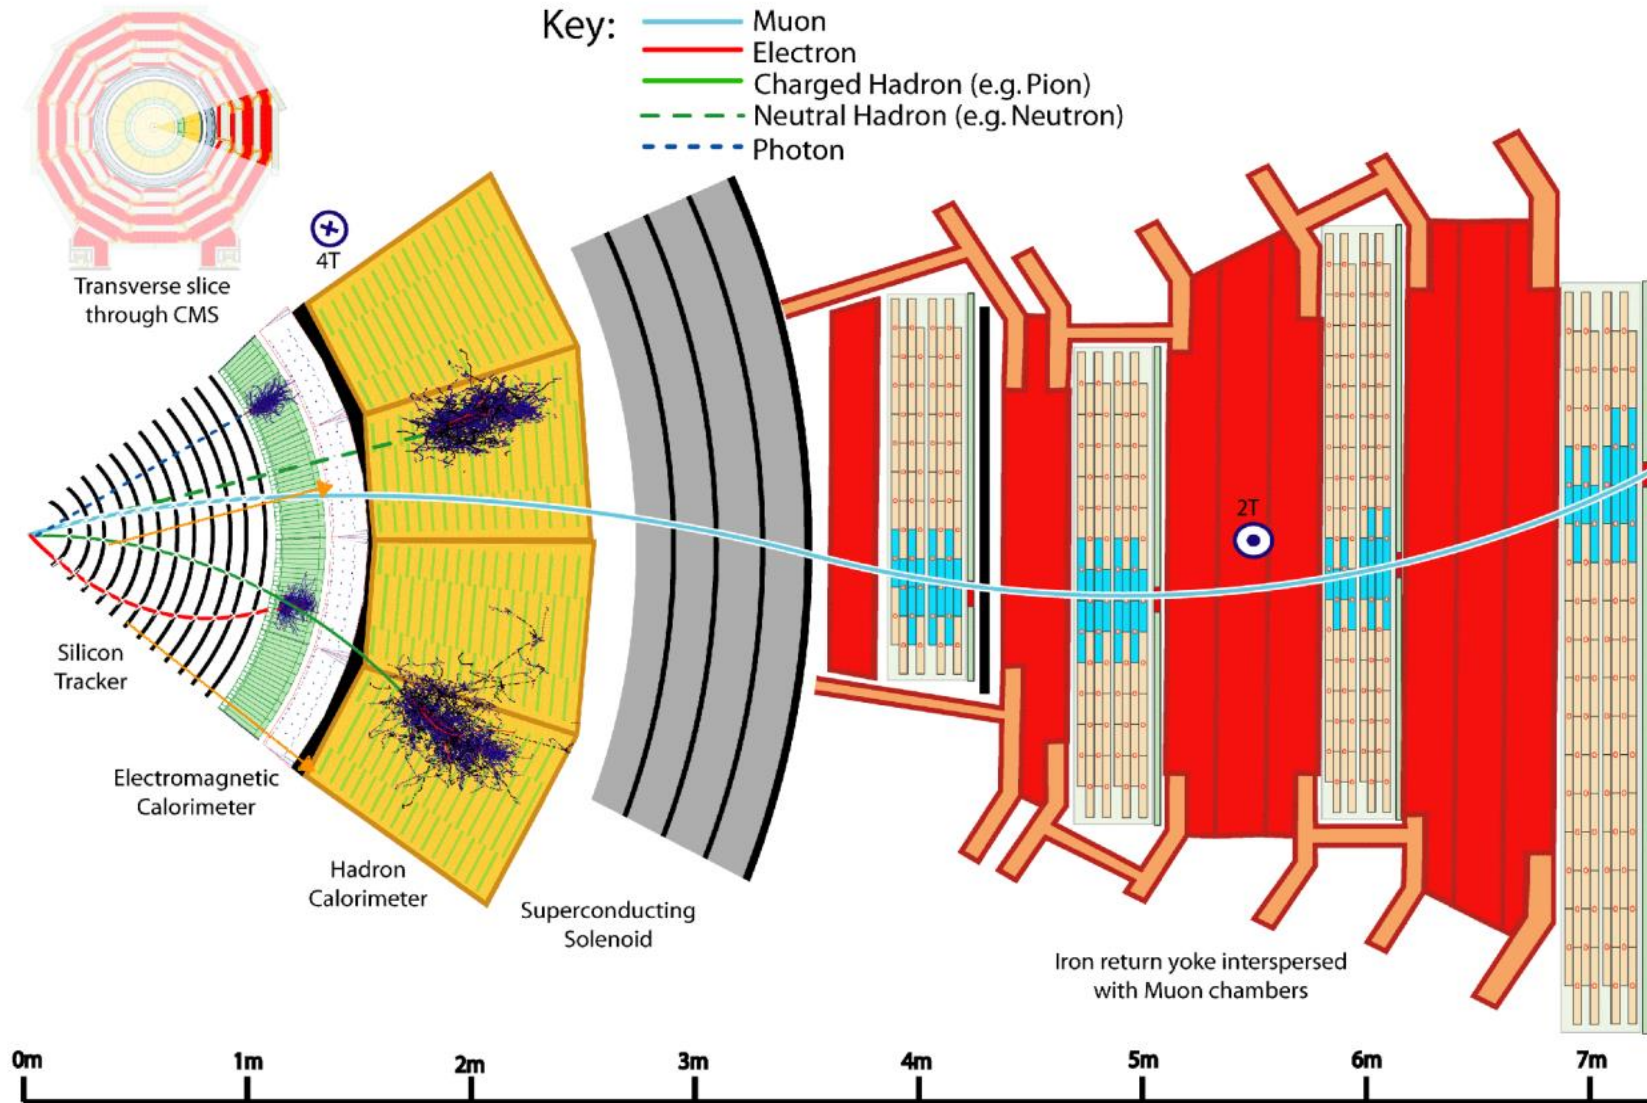 Key:
Muon
Electron
Charged Hadron (e.g. Pion)
Neutral Hadron (e.g. Neutron)
Photon
Transverse slice
through CMS
4T
2T
Silicon
Tracker
Electromagnetic
Calorimeter
Hadron
Calorimeter
Superconducting
Solenoid
Iron return yoke interspersed
with Muon chambers
0m 1m 2m 3m 4m 5m 6m 7m